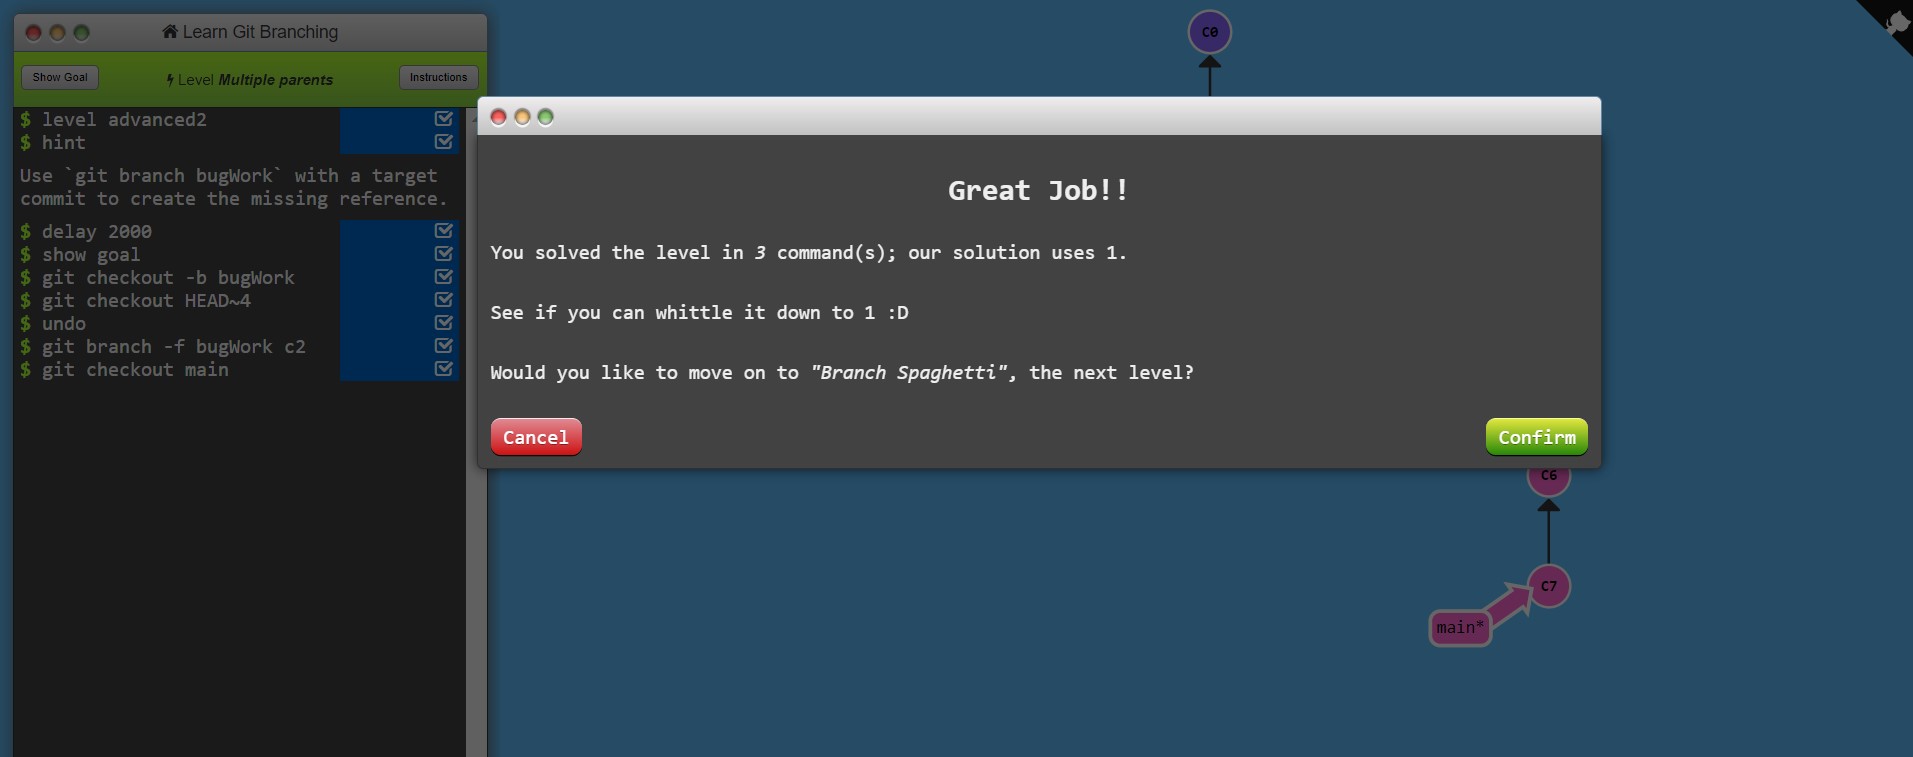 Learn Git Branching
Show Goal
Level Multiple parents
Instructions
$ level advanced2
$ hint
Use `git branch bugWork` with a target
commit to create the missing reference.
$ delay 2000
$ show goal
$ git checkout -b bugWork
$ git checkout HEAD~4
$ undo
$ git branch -f bugWork c2
$ git checkout main
C0
Great Job!!
You solved the level in 3 command(s); our solution uses 1.
See if you can whittle it down to 1 :D
Would you like to move on to "Branch Spaghetti", the next level?
Cancel
Confirm
C6
C7
main*